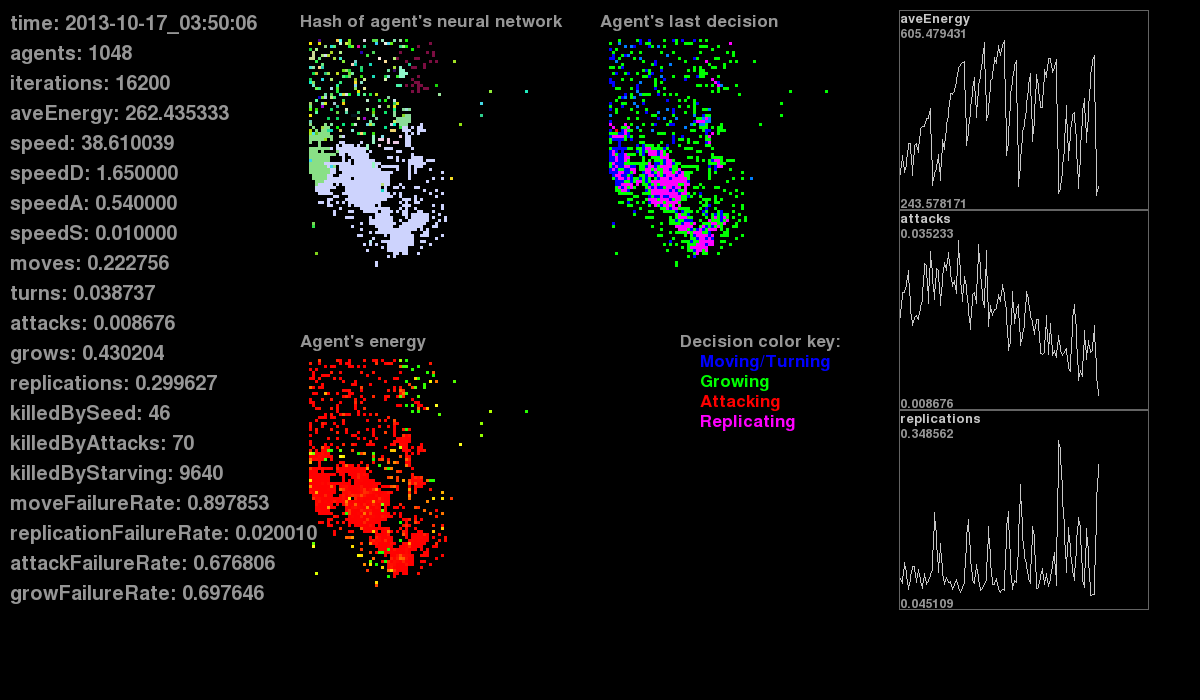 time: 2013-10-17_03:50:06
agents: 1048
iterations: 16200
aveEnergy: 262.435333
speed: 38.610039
speedD: 1.650000
speedA: 0.540000
speedS: 0.010000
moves: 0.222756
turns: 0.038737
attacks: 0.008676
grows: 0.430204
replications: 0.299627
killedBySeed: 46
killedByAttacks: 70
killedByStarving: 9640
moveFailureRate: 0.897853
replicationFailureRate: 0.020010
attackFailureRate: 0.676806
growFailureRate: 0.697646
Hash of agent's neural network
Agent's last decision
Agent's energy
Decision color key:
Moving/Turning
Growing
Attacking
Replicating
aveEnergy
605.479431
243.578171
attacks
0.035233
0.008676
replications
0.348562
0.045109